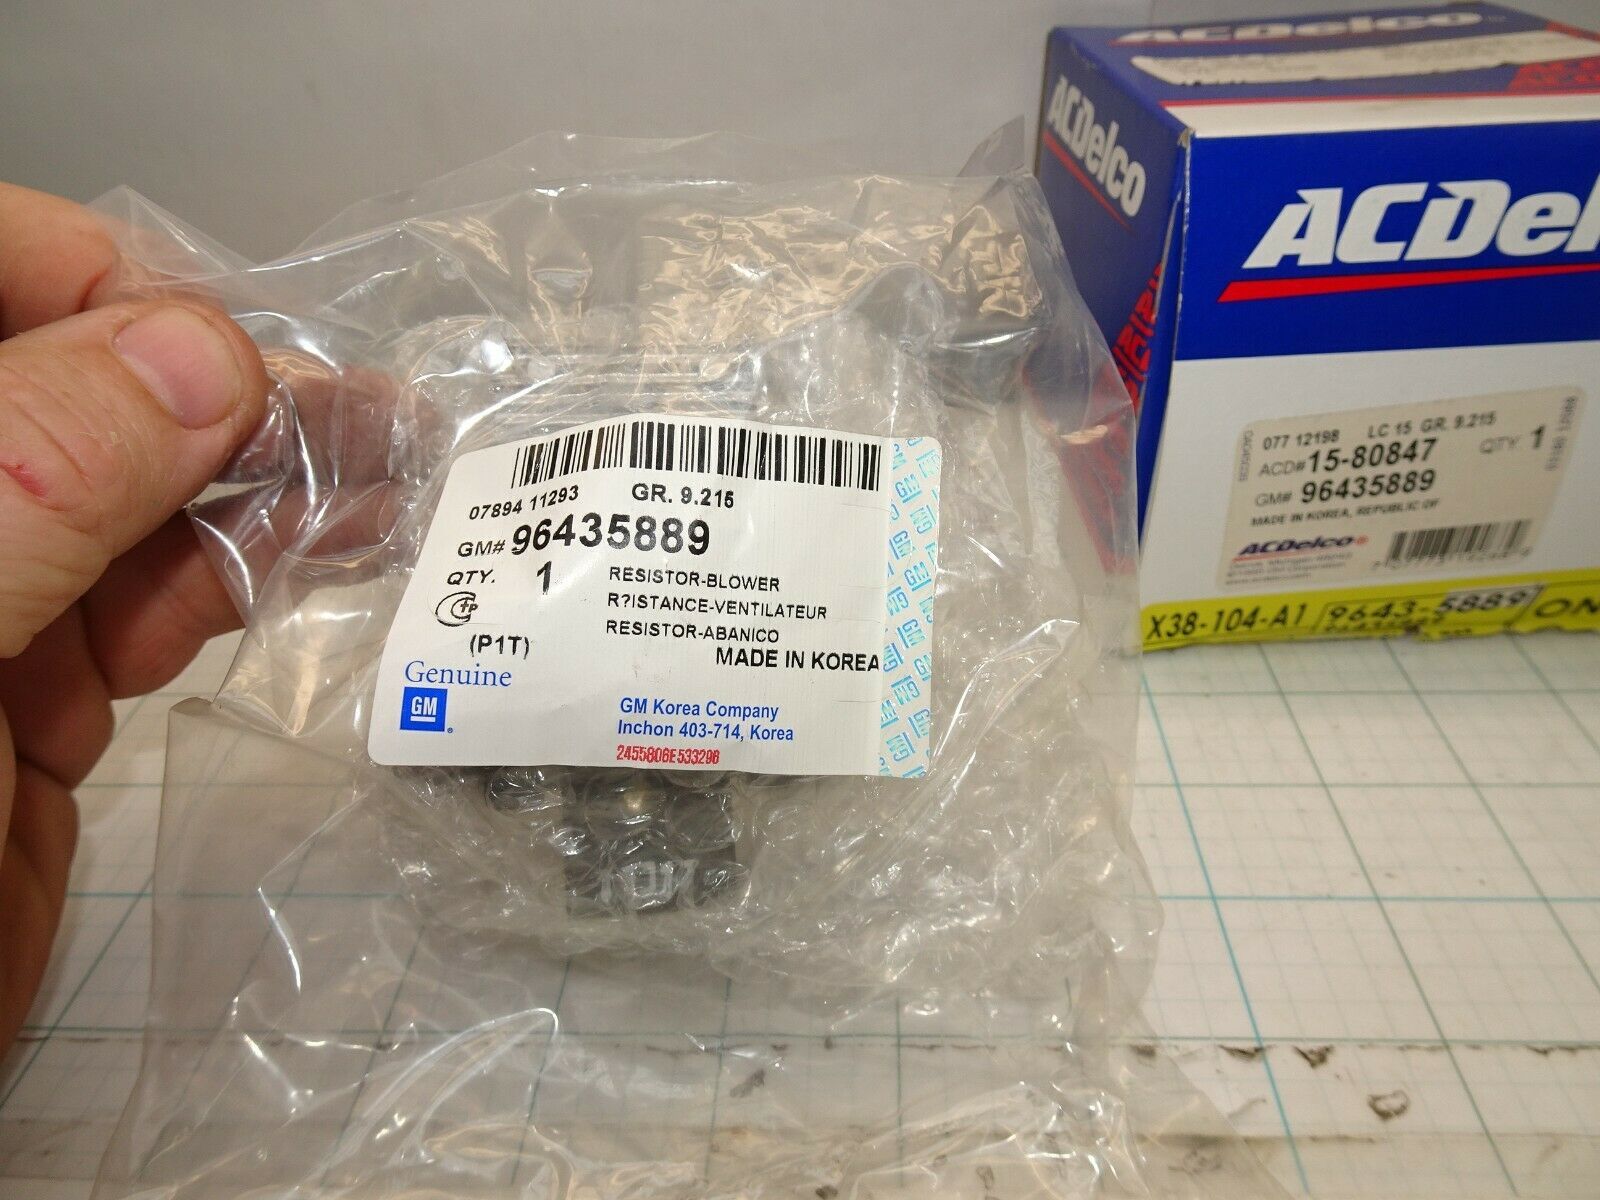 07894 11293 GR. 9.215
GM# 96435889
QTY. 1 RESISTOR-BLOWER
R?ISTANCE-VENTILATEUR
RESISTOR-ABANICO
(P1T) MADE IN KOREA
Genuine
GM
GM Korea Company
Inchon 403-714, Korea
2455806E533296
ACDelco
ACDelco
ACDel
077 12198 LC 15 GR. 9.215
ACD# 15-80847 QTY. 1
GM# 96435889
MADE IN KOREA, REPUBLIC OF
ACDelco
X38-104-A1 9643-5889 ON